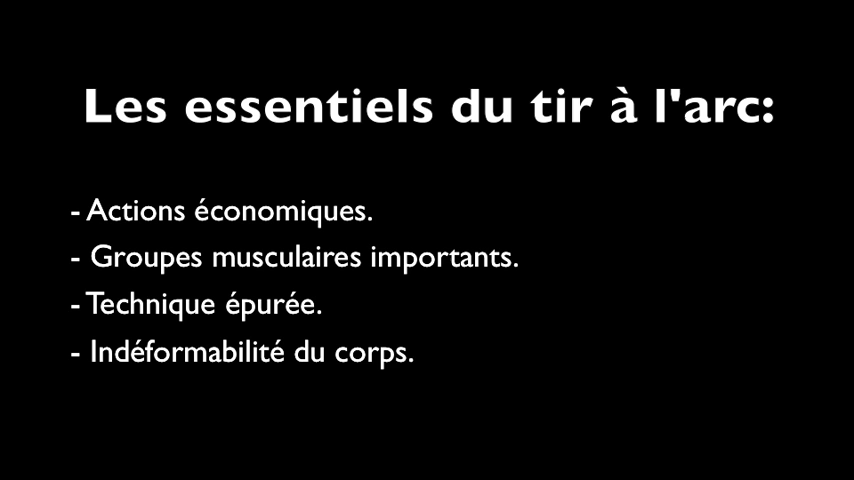 Les essentiels du tir à l'arc:
- Actions économiques.
- Groupes musculaires importants.
- Technique épurée.
- Indéformabilité du corps.